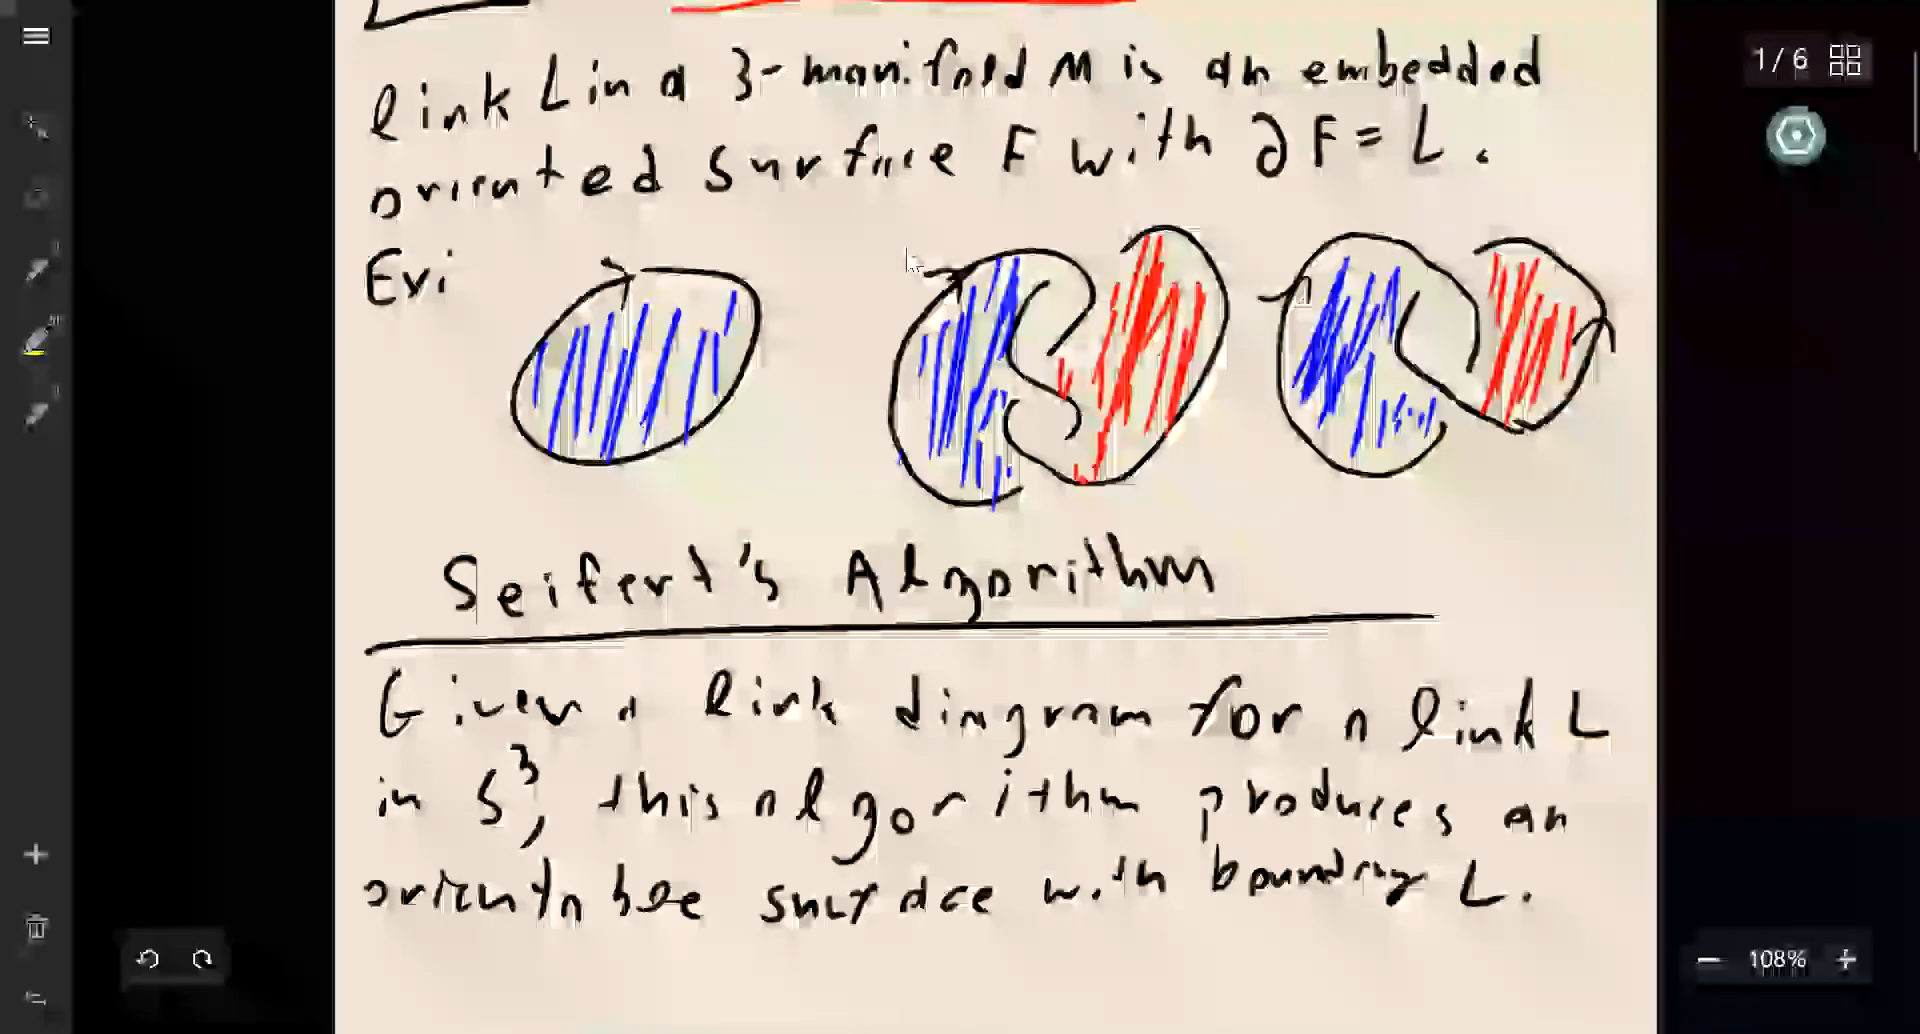 link L in a 3-manifold M is an embedded
oriented surface F with ∂F = L.
Ex:
Seifert's Algorithm
Given a link diagram for a link L
in S³, this algorithm produces an
orientable surface with boundary L.
1 / 6
108%